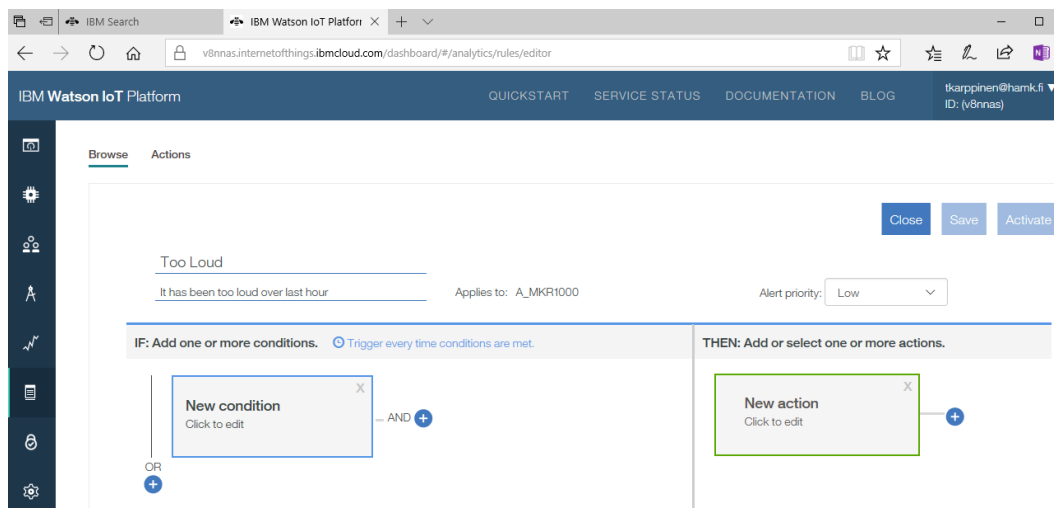 IBM Search
IBM Watson IoT Platforr
v8nnas.internetofthings.ibmcloud.com/dashboard/#/analytics/rules/editor
IBM Watson IoT Platform
QUICKSTART SERVICE STATUS DOCUMENTATION BLOG
tkarppinen@hamk.fi
ID: (v8nnas)
Browse Actions
Close Save Activate
Too Loud
It has been too loud over last hour
Applies to: A_MKR1000
Alert priority: Low
IF: Add one or more conditions. Trigger every time conditions are met.
THEN: Add or select one or more actions.
New condition X
Click to edit
AND
OR
New action X
Click to edit